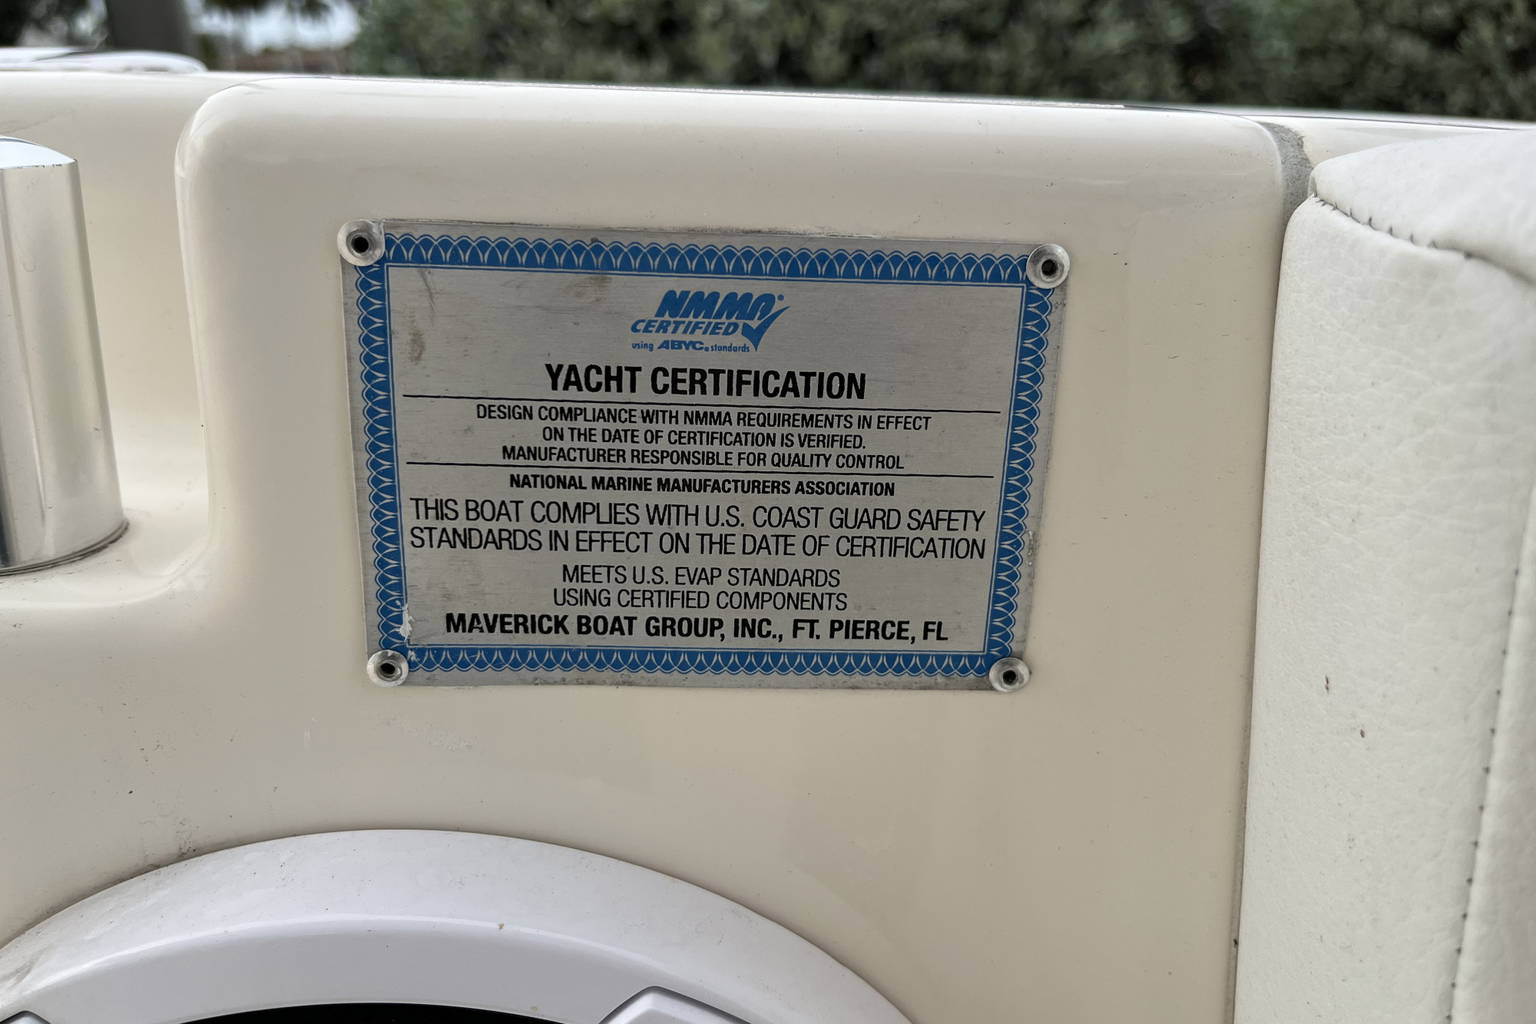 NMMA®
CERTIFIED
using ABYC® standards
YACHT CERTIFICATION
DESIGN COMPLIANCE WITH NMMA REQUIREMENTS IN EFFECT
ON THE DATE OF CERTIFICATION IS VERIFIED.
MANUFACTURER RESPONSIBLE FOR QUALITY CONTROL
NATIONAL MARINE MANUFACTURERS ASSOCIATION
THIS BOAT COMPLIES WITH U.S. COAST GUARD SAFETY
STANDARDS IN EFFECT ON THE DATE OF CERTIFICATION
MEETS U.S. EVAP STANDARDS
USING CERTIFIED COMPONENTS
MAVERICK BOAT GROUP, INC., FT. PIERCE, FL